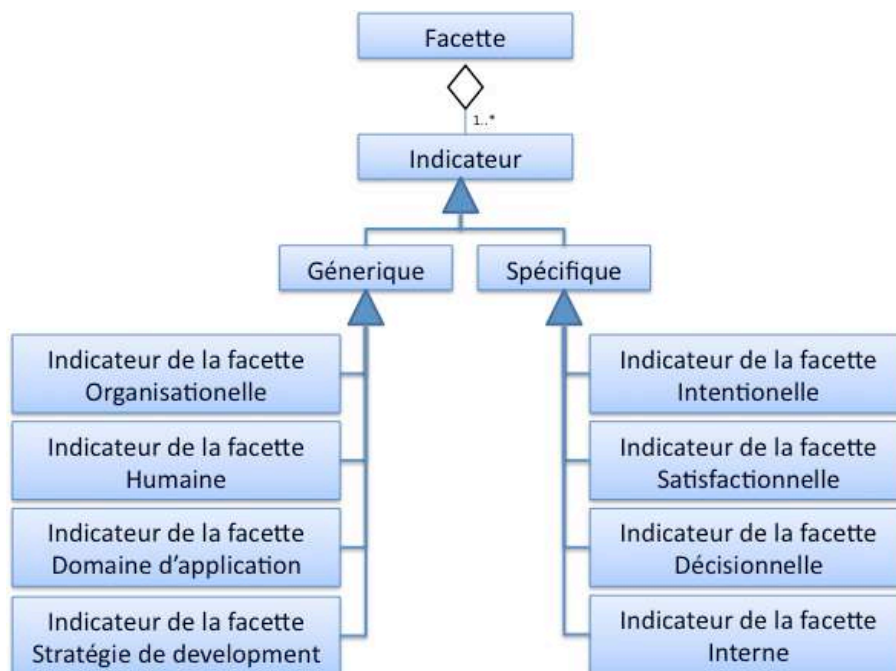 Facette
1..*
Indicateur
Génerique
Spécifique
Indicateur de la facette
Organisationelle
Indicateur de la facette
Humaine
Indicateur de la facette
Domaine d'application
Indicateur de la facette
Stratégie de development
Indicateur de la facette
Intentionelle
Indicateur de la facette
Satisfactionnelle
Indicateur de la facette
Décisionnelle
Indicateur de la facette
Interne